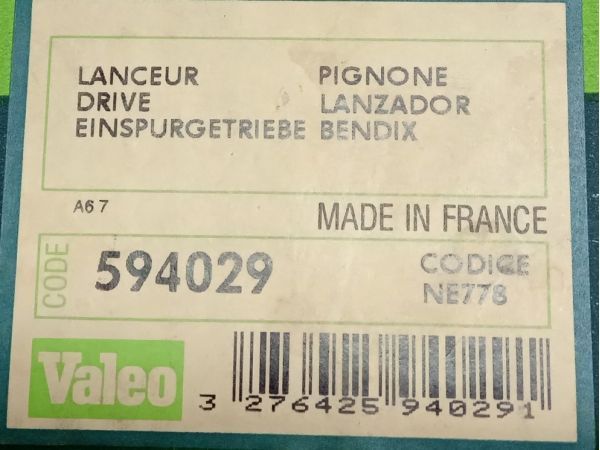 LANCEUR PIGNONE
DRIVE LANZADOR
EINSPURGETRIEBE BENDIX
A6 7
MADE IN FRANCE
CODE
594029
CODICE
NE778
Valeo
3 276425 940291